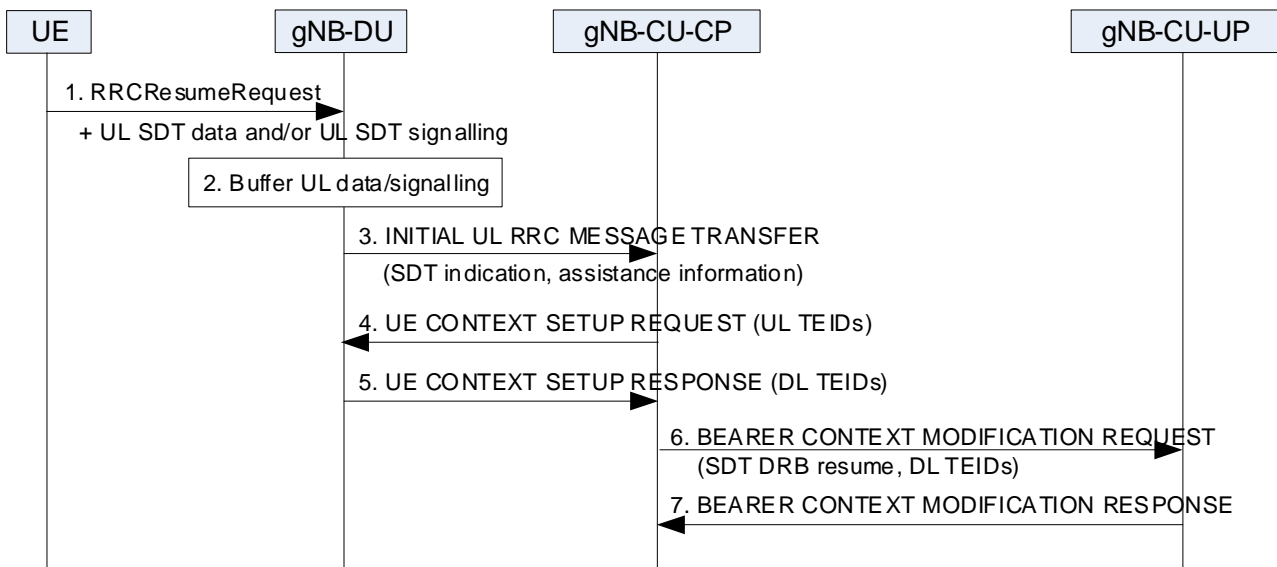 UE gNB-DU gNB-CU-CP gNB-CU-UP
1. RRCResumeRequest
+ UL SDT data and/or UL SDT signalling
2. Buffer UL data/signalling
3. INITIAL UL RRC MESSAGE TRANSFER
(SDT indication, assistance information)
4. UE CONTEXT SETUP REQUEST (UL TEIDs)
5. UE CONTEXT SETUP RESPONSE (DL TEIDs)
6. BEARER CONTEXT MODIFICATION REQUEST
(SDT DRB resume, DL TEIDs)
7. BEARER CONTEXT MODIFICATION RESPONSE